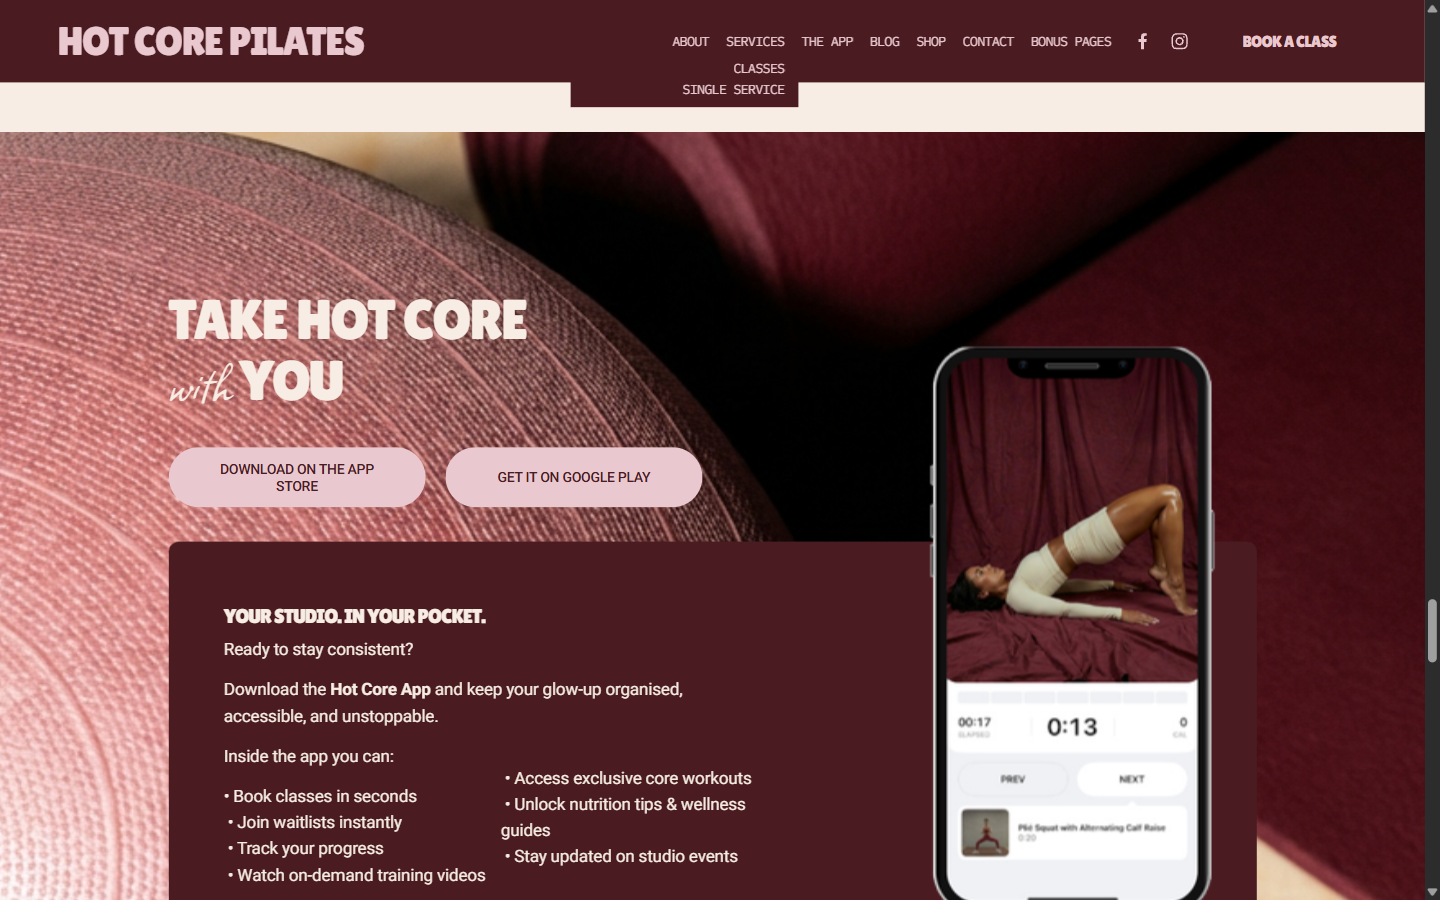 HOT CORE PILATES
ABOUT SERVICES THE APP BLOG SHOP CONTACT BONUS PAGES BOOK A CLASS
CLASSES
SINGLE SERVICE
TAKE HOT CORE
with YOU
DOWNLOAD ON THE APP
STORE
GET IT ON GOOGLE PLAY
YOUR STUDIO. IN YOUR POCKET.
Ready to stay consistent?
Download the Hot Core App and keep your glow-up organised,
accessible, and unstoppable.
Inside the app you can:
• Book classes in seconds
• Join waitlists instantly
• Track your progress
• Watch on-demand training videos
• Access exclusive core workouts
• Unlock nutrition tips & wellness
guides
• Stay updated on studio events
00:17 0:13 0
ELAPSED CAL
PREV NEXT
Plié Squat with Alternating Calf Raise
0:20